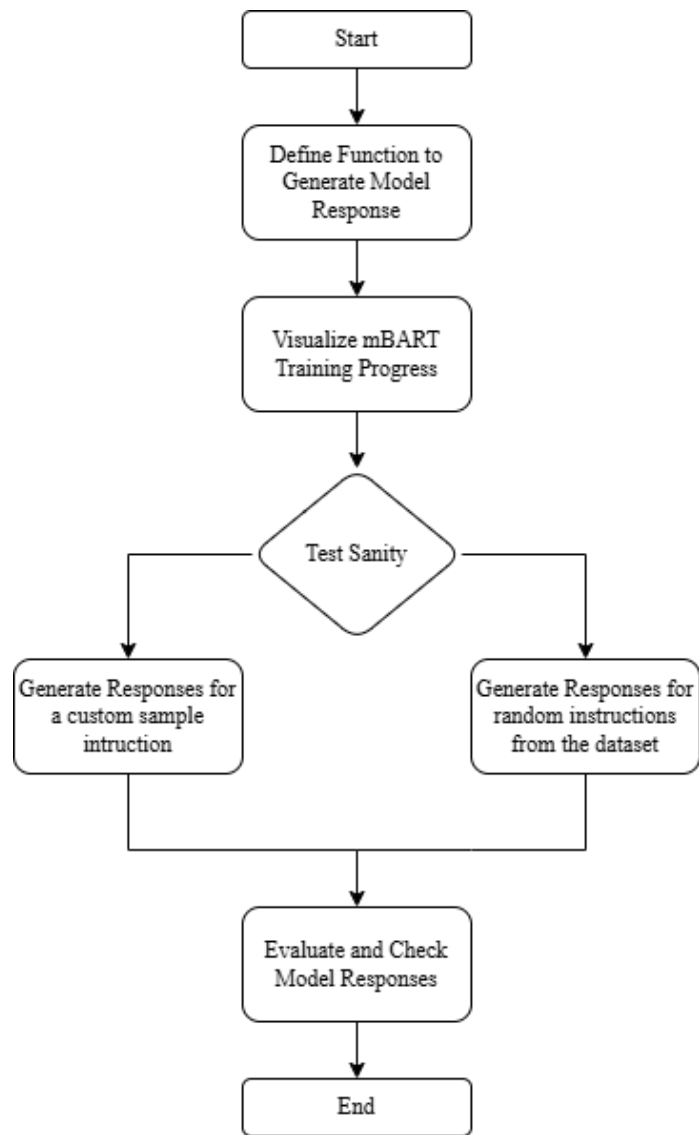 Start
Define Function to
Generate Model
Response
Visualize mBART
Training Progress
Test Sanity
Generate Responses for
a custom sample
intruction
Generate Responses for
random instructions
from the dataset
Evaluate and Check
Model Responses
End